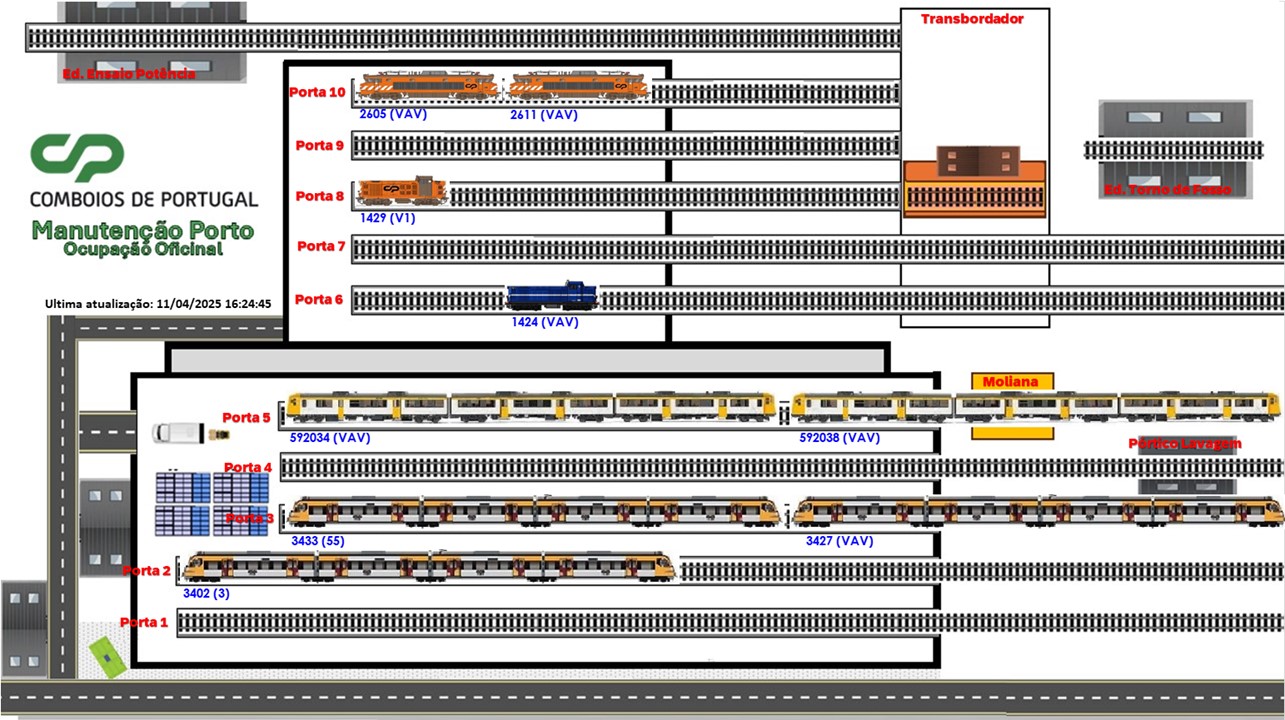 Transbordador
Ed. Ensaio Potência
Porta 10
2605 (VAV)
2611 (VAV)
Porta 9
CP
COMBOIOS DE PORTUGAL
Manutenção Porto
Ocupação Oficinal
Porta 8
1429 (V1)
Ed. Torno de Fosso
Porta 7
Ultima atualização: 11/04/2025 16:24:45
Porta 6
1424 (VAV)
Moliana
Porta 5
592034 (VAV)
592038 (VAV)
Pórtico Lavagem
Porta 4
Porta 3
3433 (55)
3427 (VAV)
Porta 2
3402 (3)
Porta 1